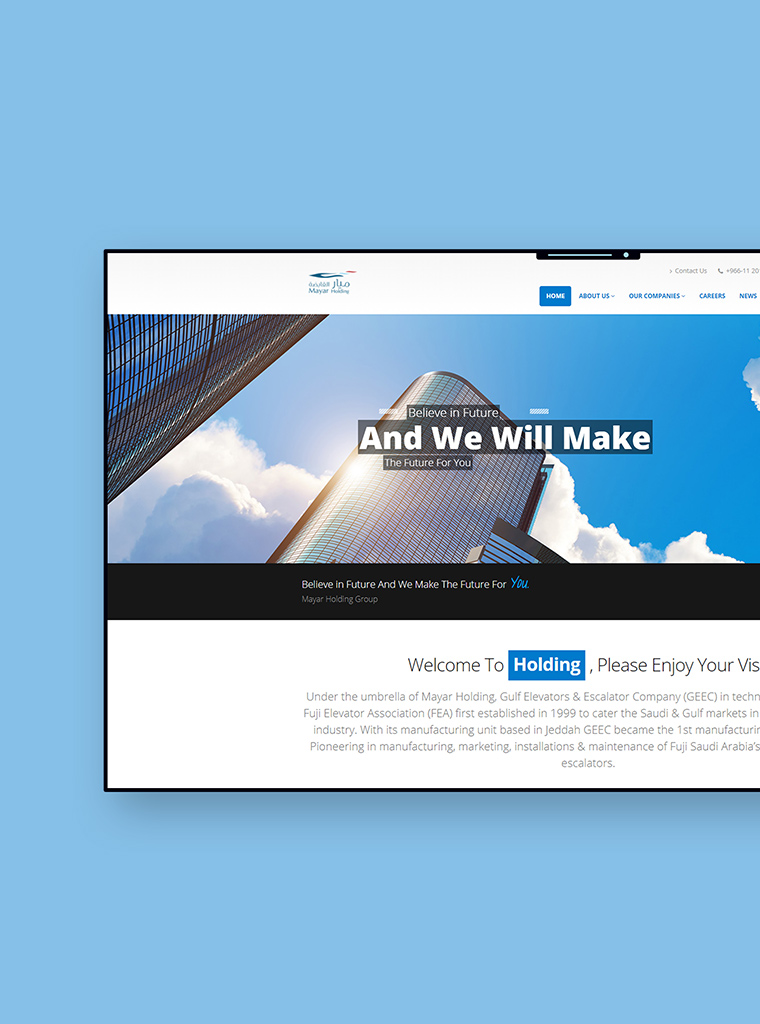 Contact Us
+966-11 20
ميار القابضة
Mayar Holding
HOME
ABOUT US
OUR COMPANIES
CAREERS
NEWS
Believe in Future
And We Will Make
The Future For You
Believe in Future And We Make The Future For You.
Mayar Holding Group
Welcome To Holding , Please Enjoy Your Vis
Under the umbrella of Mayar Holding, Gulf Elevators & Escalator Company (GEEC) in techn
Fuji Elevator Association (FEA) first established in 1999 to cater the Saudi & Gulf markets in
industry. With its manufacturing unit based in Jeddah GEEC became the 1st manufacturin
Pioneering in manufacturing, marketing, installations & maintenance of Fuji Saudi Arabia's
escalators.